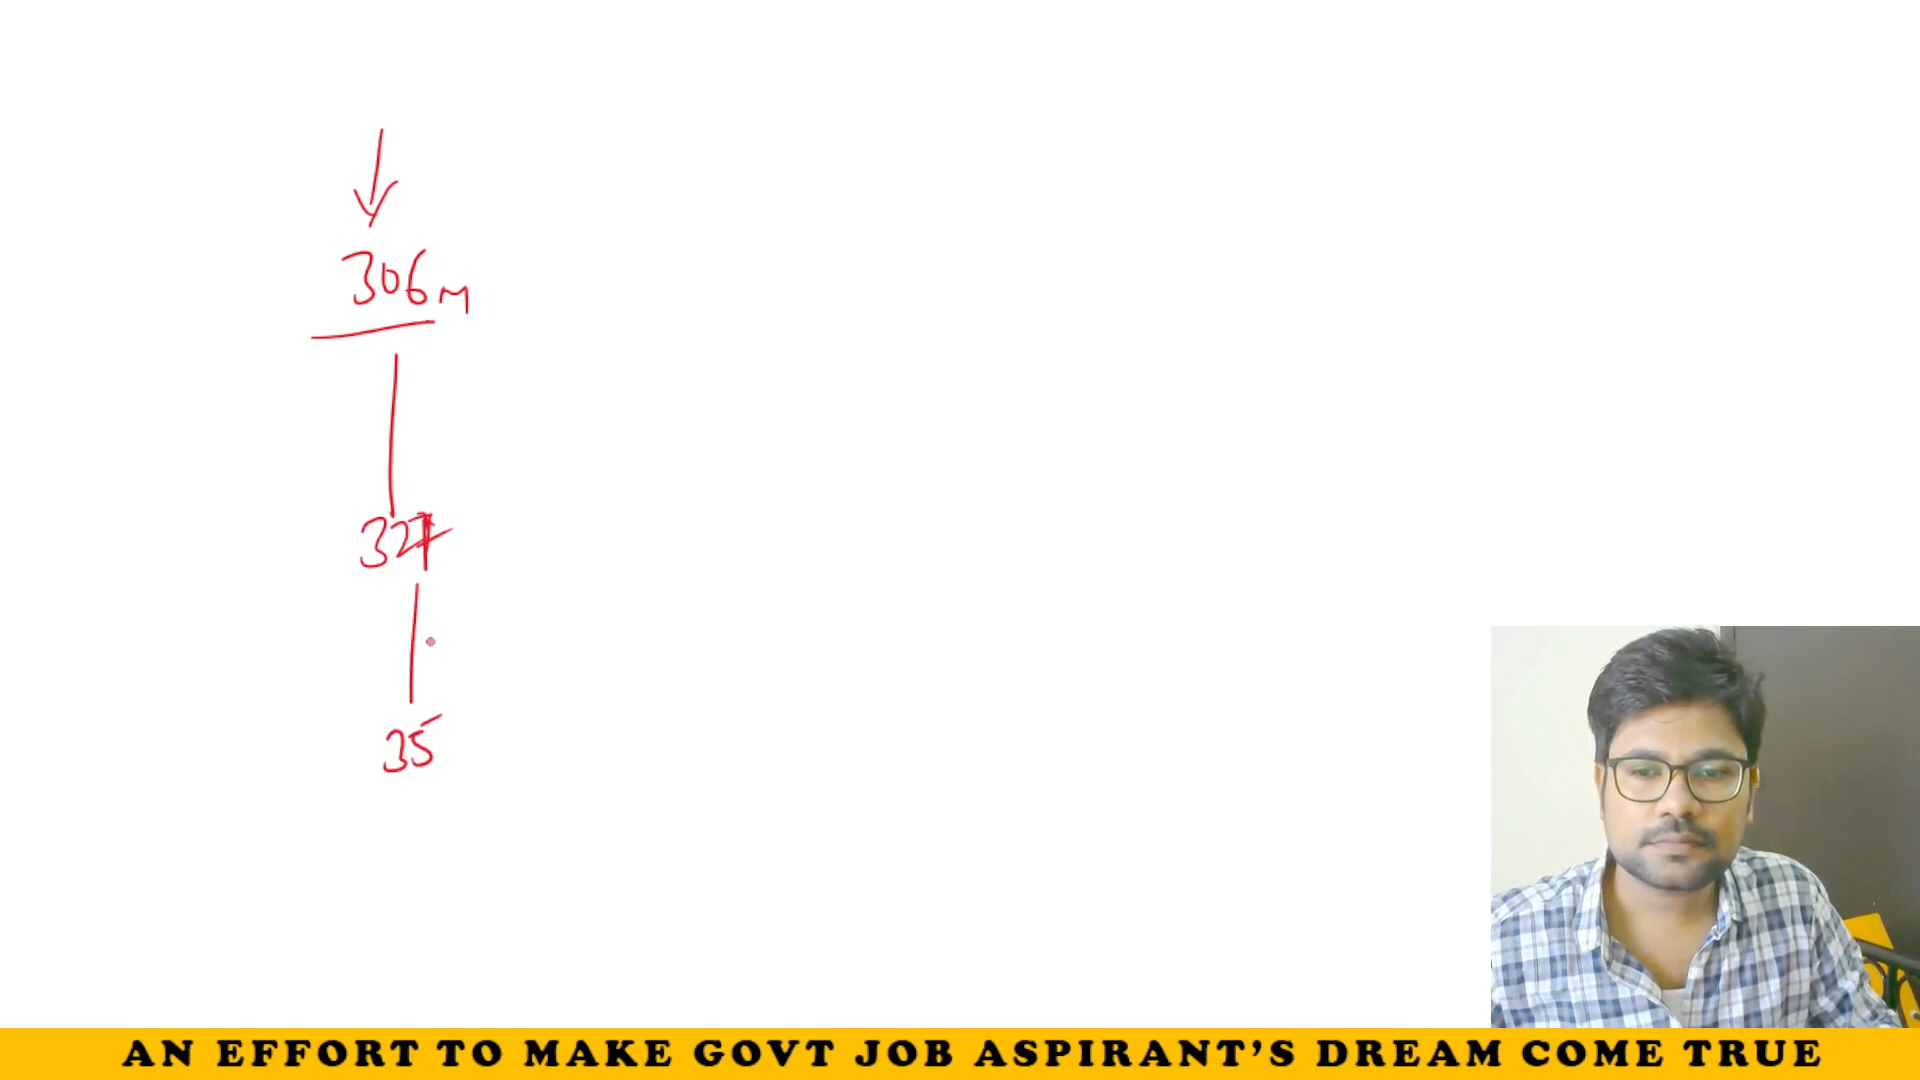 306m
327
35
AN EFFORT TO MAKE GOVT JOB ASPIRANT'S DREAM COME TRUE